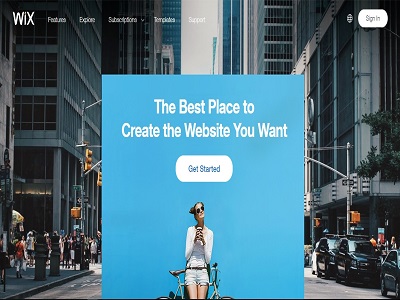 WiX
Features Explore Subscriptions Templates Support
Sign In
The Best Place to
Create the Website You Want
Get Started